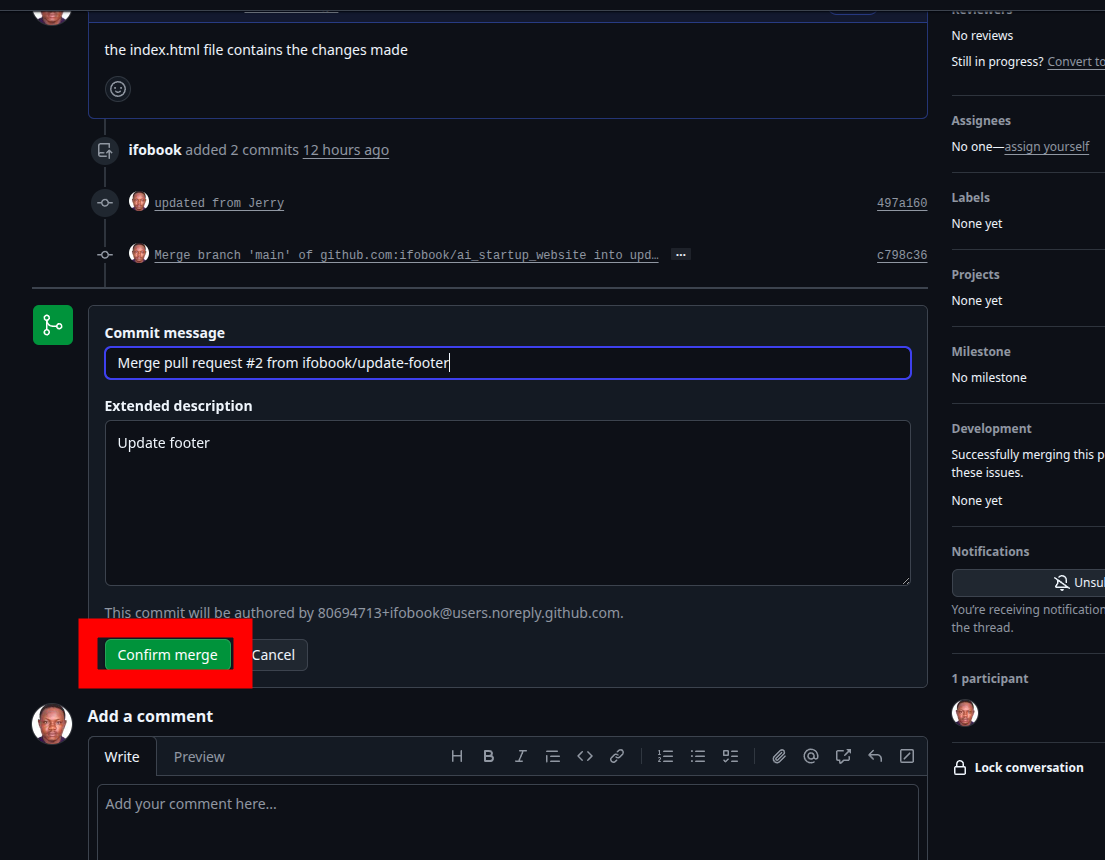 Reviewers
the index.html file contains the changes made
No reviews
Still in progress? Convert to
Assignees
No one—assign yourself
ifobook added 2 commits 12 hours ago
updated from Jerry 497a160
Labels
None yet
Merge branch 'main' of github.com:ifobook/ai_startup_website into upd… ... c798c36
Projects
None yet
Commit message
Merge pull request #2 from ifobook/update-footer
Milestone
No milestone
Extended description
Update footer
Development
Successfully merging this p
these issues.
None yet
Notifications
Unsu
You're receiving notification
the thread.
This commit will be authored by 80694713+ifobook@users.noreply.github.com.
Confirm merge Cancel
1 participant
Add a comment
Write Preview
Lock conversation
Add your comment here...